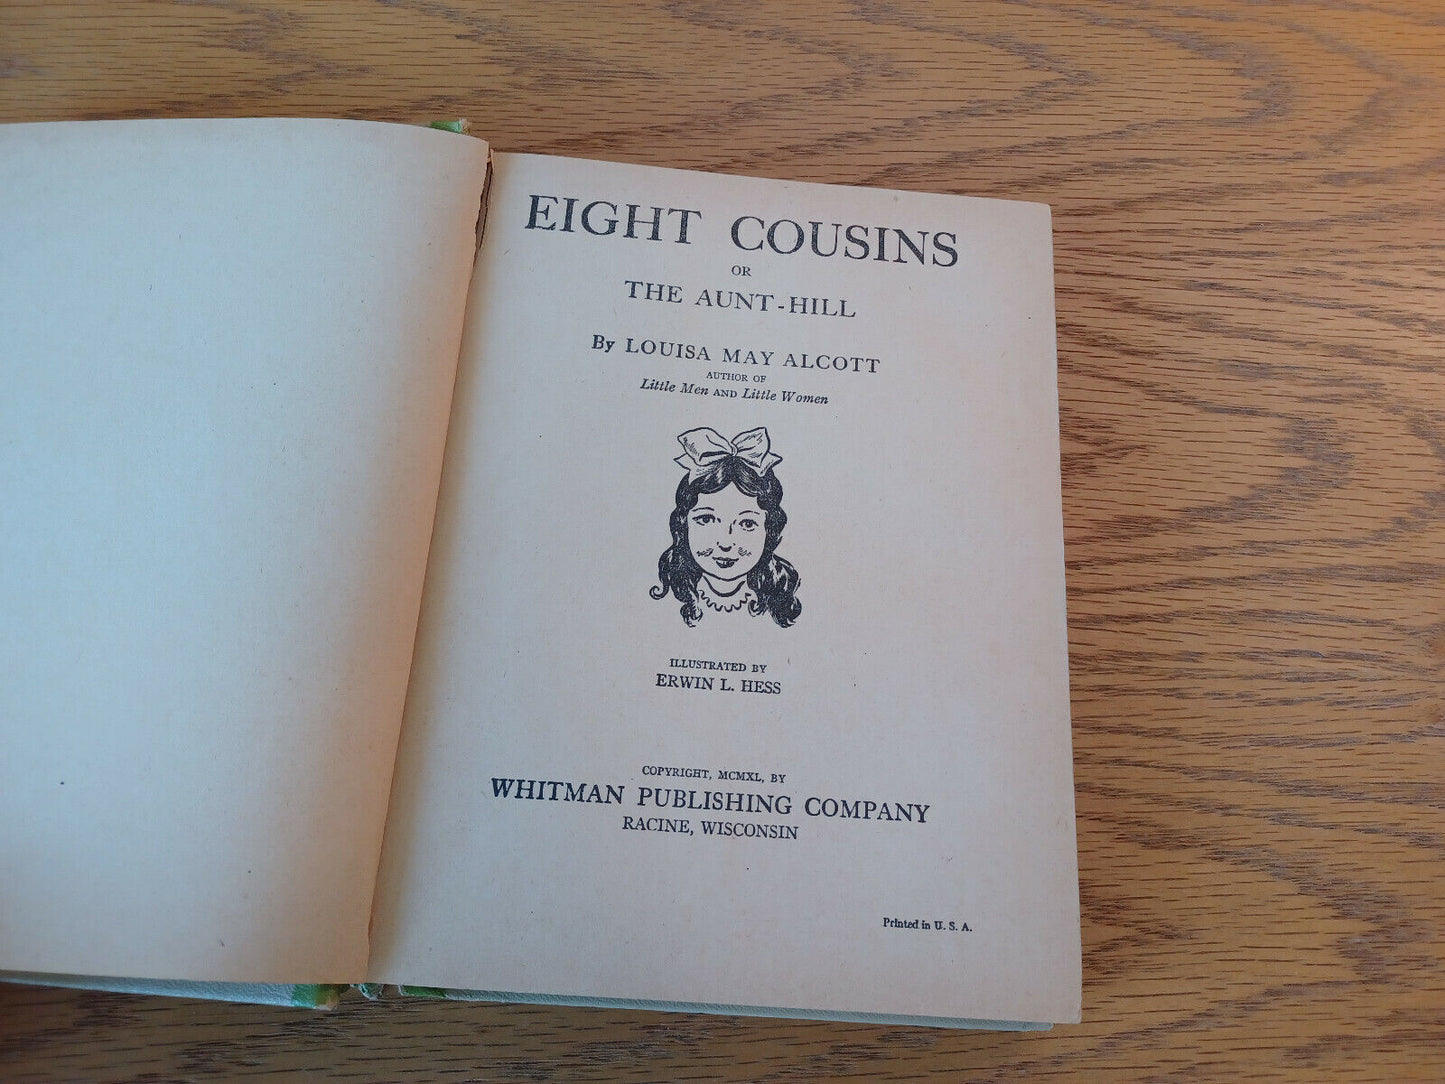 EIGHT COUSINS
OR
THE AUNT-HILL
By LOUISA MAY ALCOTT
AUTHOR OF
Little Men AND Little Women
ILLUSTRATED BY
ERWIN L. HESS
COPYRIGHT, MCMXL, BY
WHITMAN PUBLISHING COMPANY
RACINE, WISCONSIN
Printed in U. S. A.